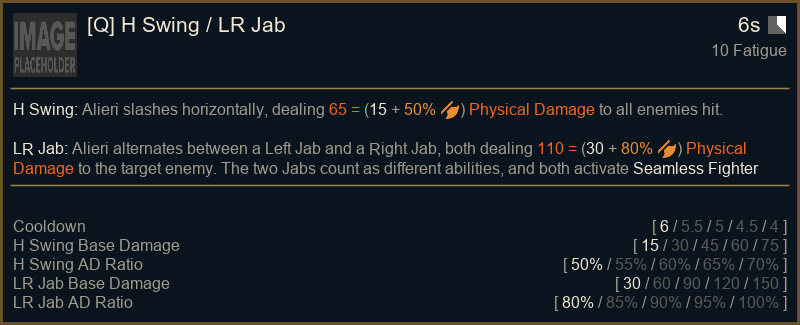 IMAGE
PLACEHOLDER
[Q] H Swing / LR Jab
6s
10 Fatigue
H Swing: Alieri slashes horizontally, dealing 65 = (15 + 50% ) Physical Damage to all enemies hit.
LR Jab: Alieri alternates between a Left Jab and a Right Jab, both dealing 110 = (30 + 80% ) Physical
Damage to the target enemy. The two Jabs count as different abilities, and both activate Seamless Fighter
Cooldown [ 6 / 5.5 / 5 / 4.5 / 4 ]
H Swing Base Damage [ 15 / 30 / 45 / 60 / 75 ]
H Swing AD Ratio [ 50% / 55% / 60% / 65% / 70% ]
LR Jab Base Damage [ 30 / 60 / 90 / 120 / 150 ]
LR Jab AD Ratio [ 80% / 85% / 90% / 95% / 100% ]